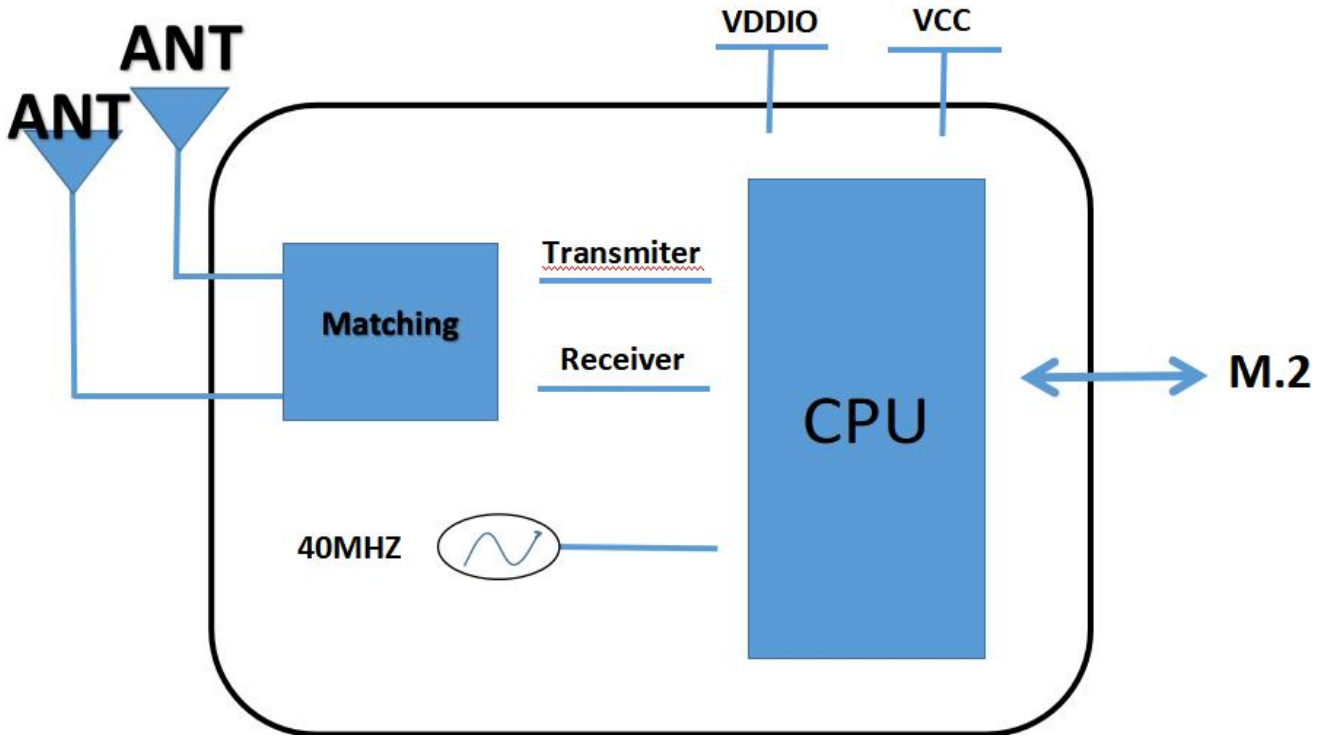 ANT
ANT
VDDIO
VCC
Transmiter
Matching
Receiver
CPU
M.2
40MHZ